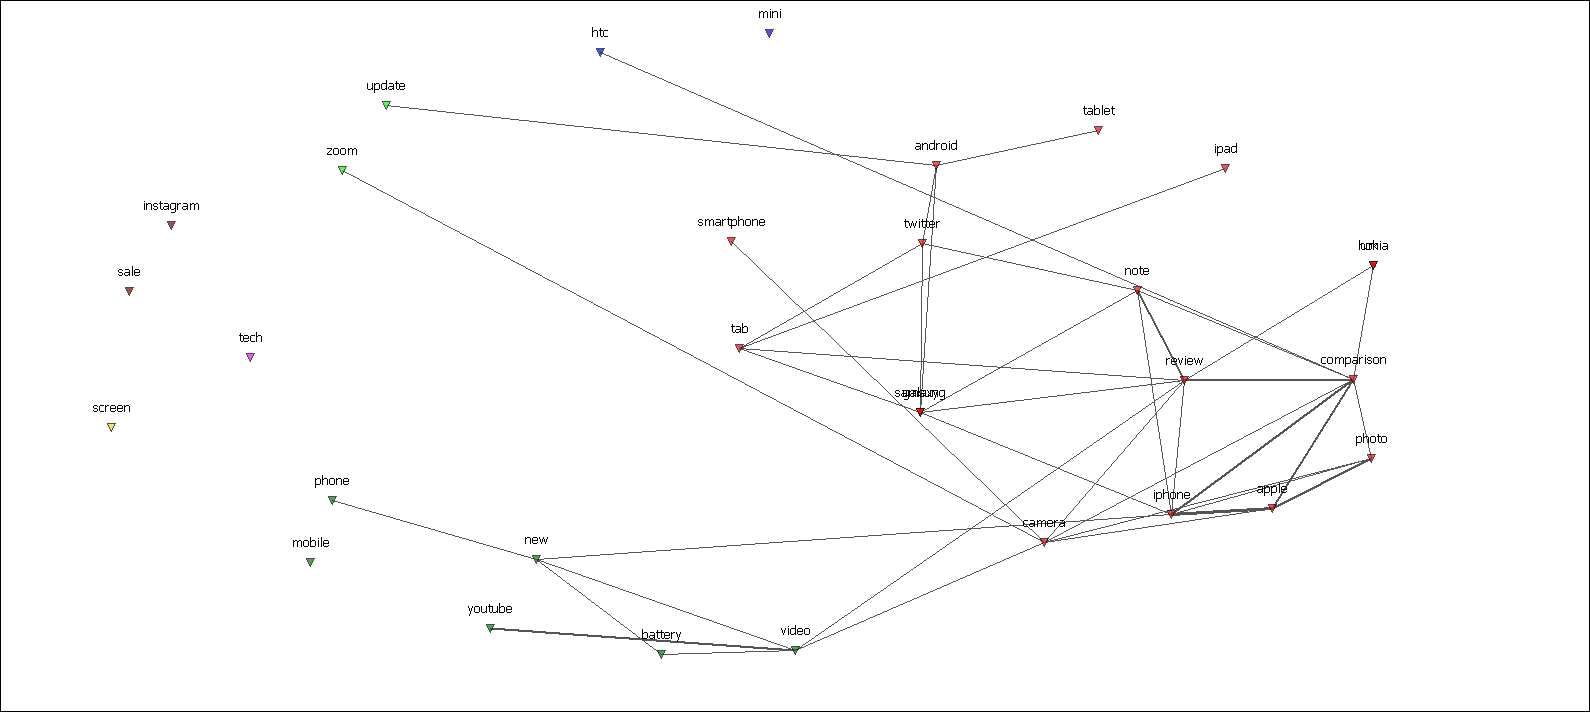 mini
htc
update
tablet
zoom
android
ipad
instagram
smartphone
twitter
nokia
sale
note
tab
tech
review
comparison
samsung
screen
photo
phone
iphone
apple
camera
new
mobile
youtube
video
battery